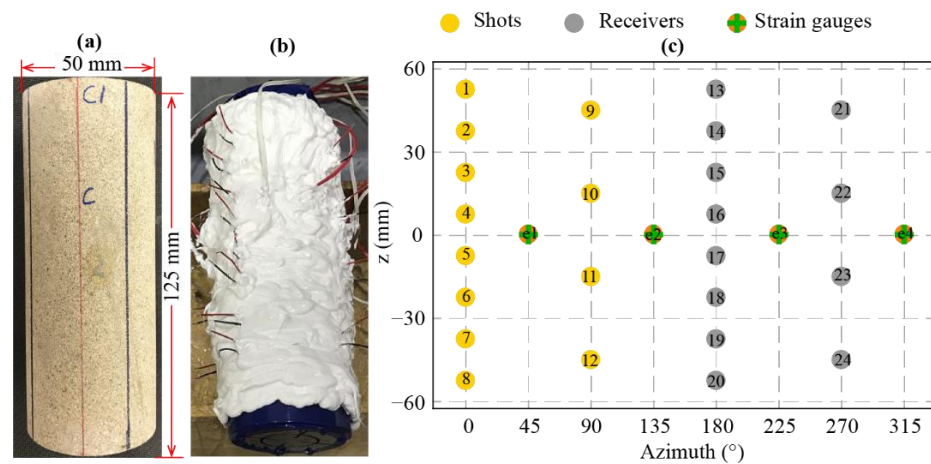 Shots Receivers Strain gauges
(a) (b) (c)
50 mm
C1
C
2
125 mm
60
30
0
−30
−60
z (mm)
1 13
9 21
2 14
3 15
10 22
4 16
e1 e2 e3 e4
5 17
11 23
6 18
7 19
12 24
8 20
0 45 90 135 180 225 270 315
Azimuth (°)